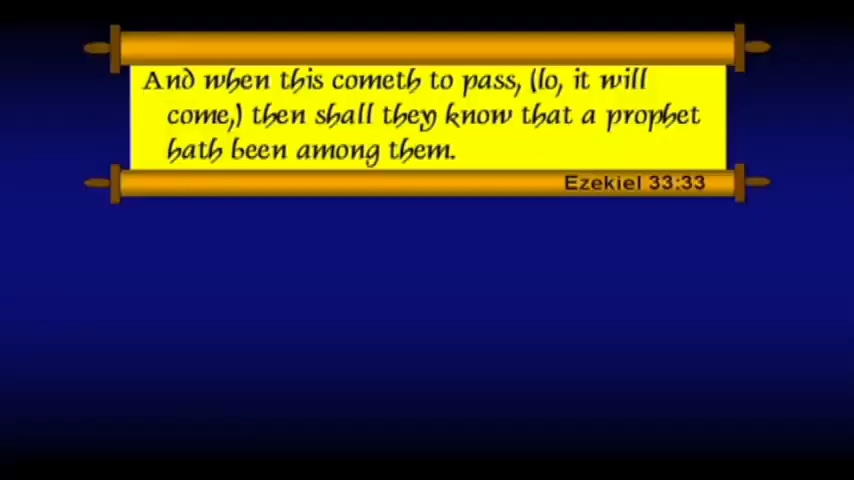 And when this cometh to pass, (lo, it will
come,) then shall they know that a prophet
hath been among them.
Ezekiel 33:33